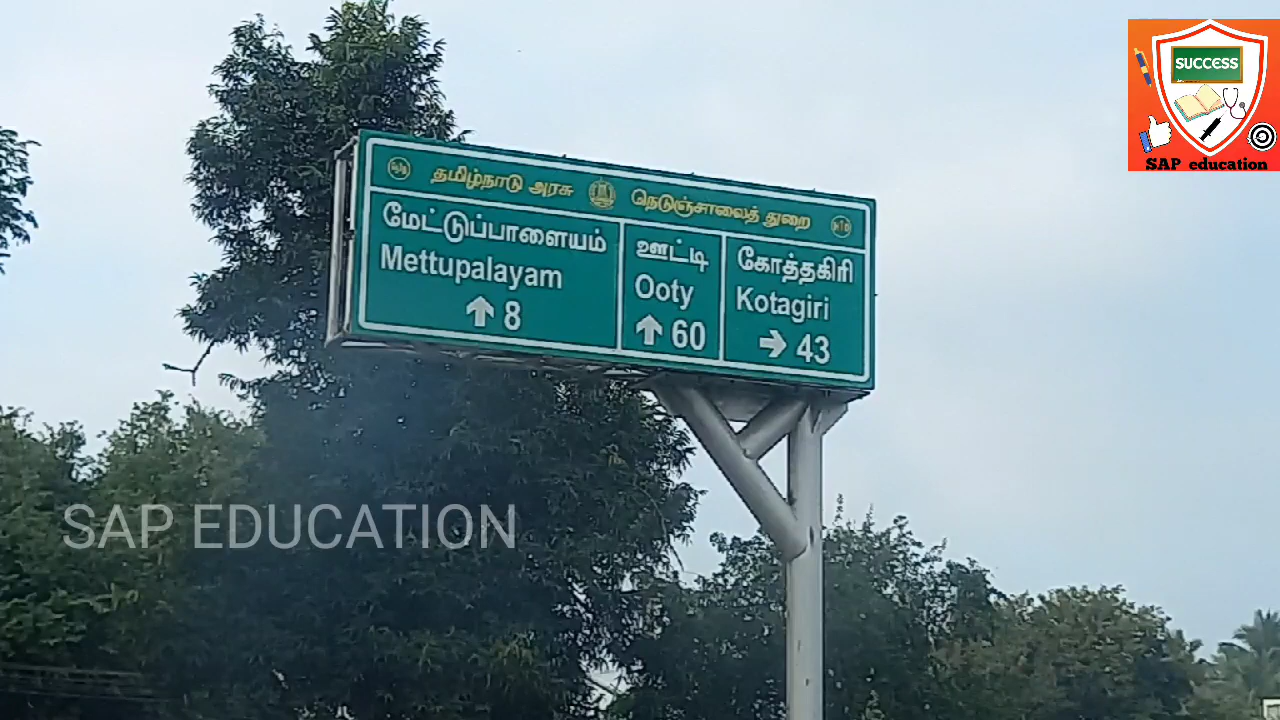 SUCCESS
SAP education
தமிழ்நாடு அரசு நெடுஞ்சாலைத் துறை
மேட்டுப்பாளையம்
Mettupalayam
↑ 8
ஊட்டி
Ooty
↑ 60
கோத்தகிரி
Kotagiri
→ 43
SAP EDUCATION